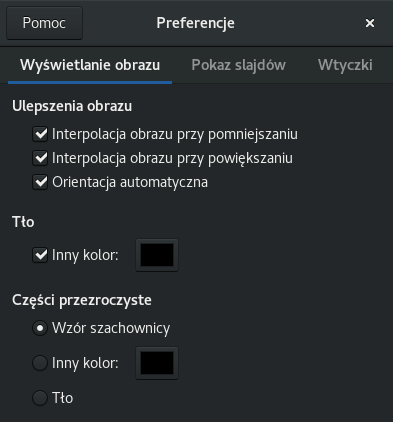 Pomoc
Preferencje
Wyświetlanie obrazu
Pokaz slajdów
Wtyczki
Ulepszenia obrazu
Interpolacja obrazu przy pomniejszaniu
Interpolacja obrazu przy powiększaniu
Orientacja automatyczna
Tło
Inny kolor:
Części przezroczyste
Wzór szachownicy
Inny kolor:
Tło